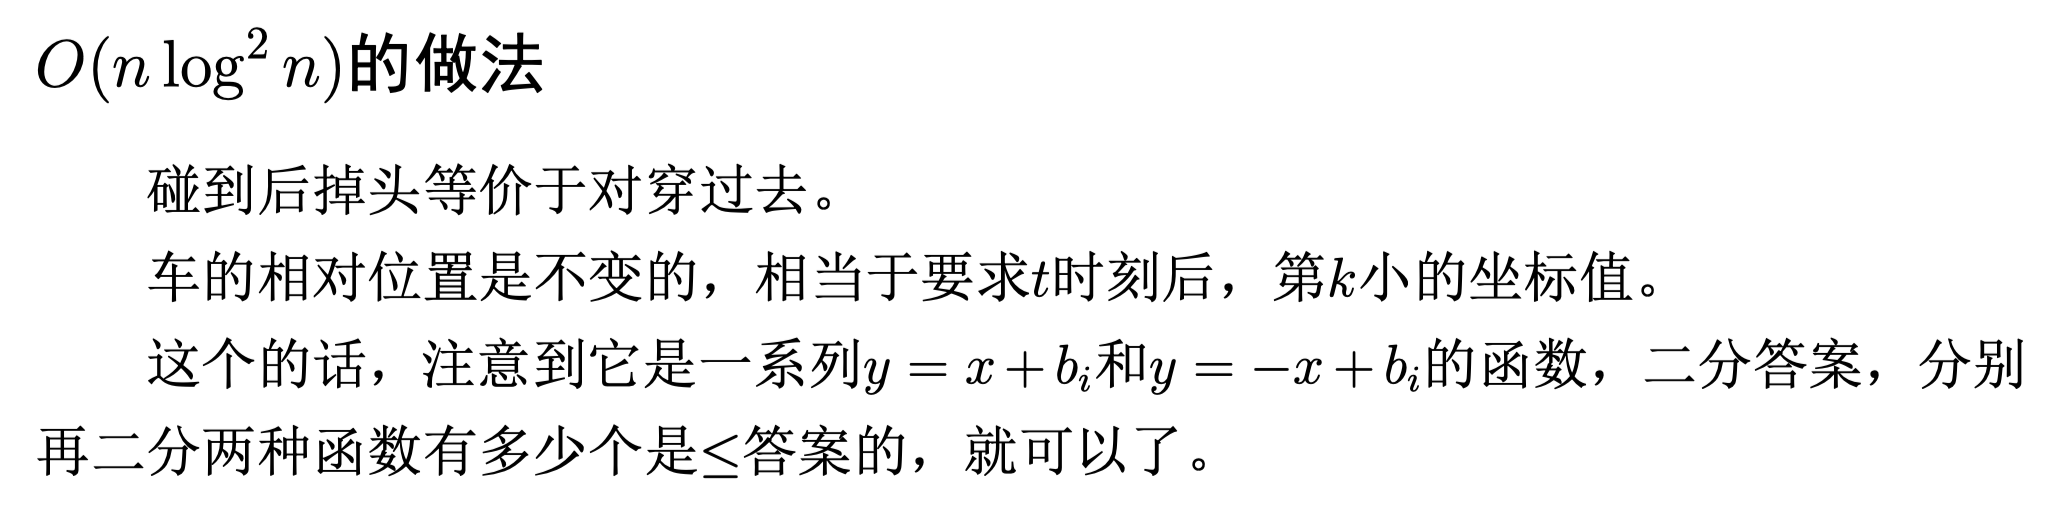 O(n log² n)的做法
碰到后掉头等价于对穿过去。
车的相对位置是不变的，相当于要求t时刻后，第k小的坐标值。
这个的话，注意到它是一系列y = x + bᵢ和y = −x + bᵢ的函数，二分答案，分别
再二分两种函数有多少个是≤答案的，就可以了。